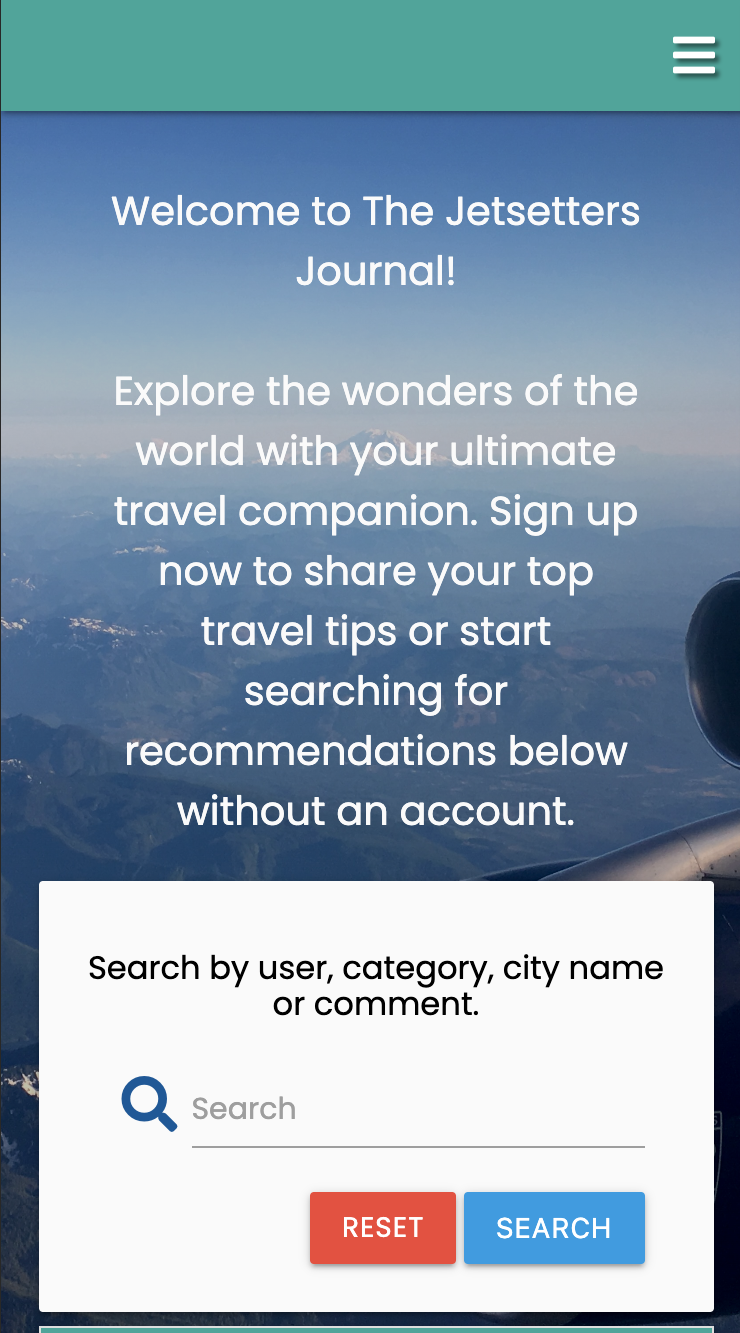 Welcome to The Jetsetters
Journal!
Explore the wonders of the
world with your ultimate
travel companion. Sign up
now to share your top
travel tips or start
searching for
recommendations below
without an account.
Search by user, category, city name
or comment.
Search
RESET SEARCH